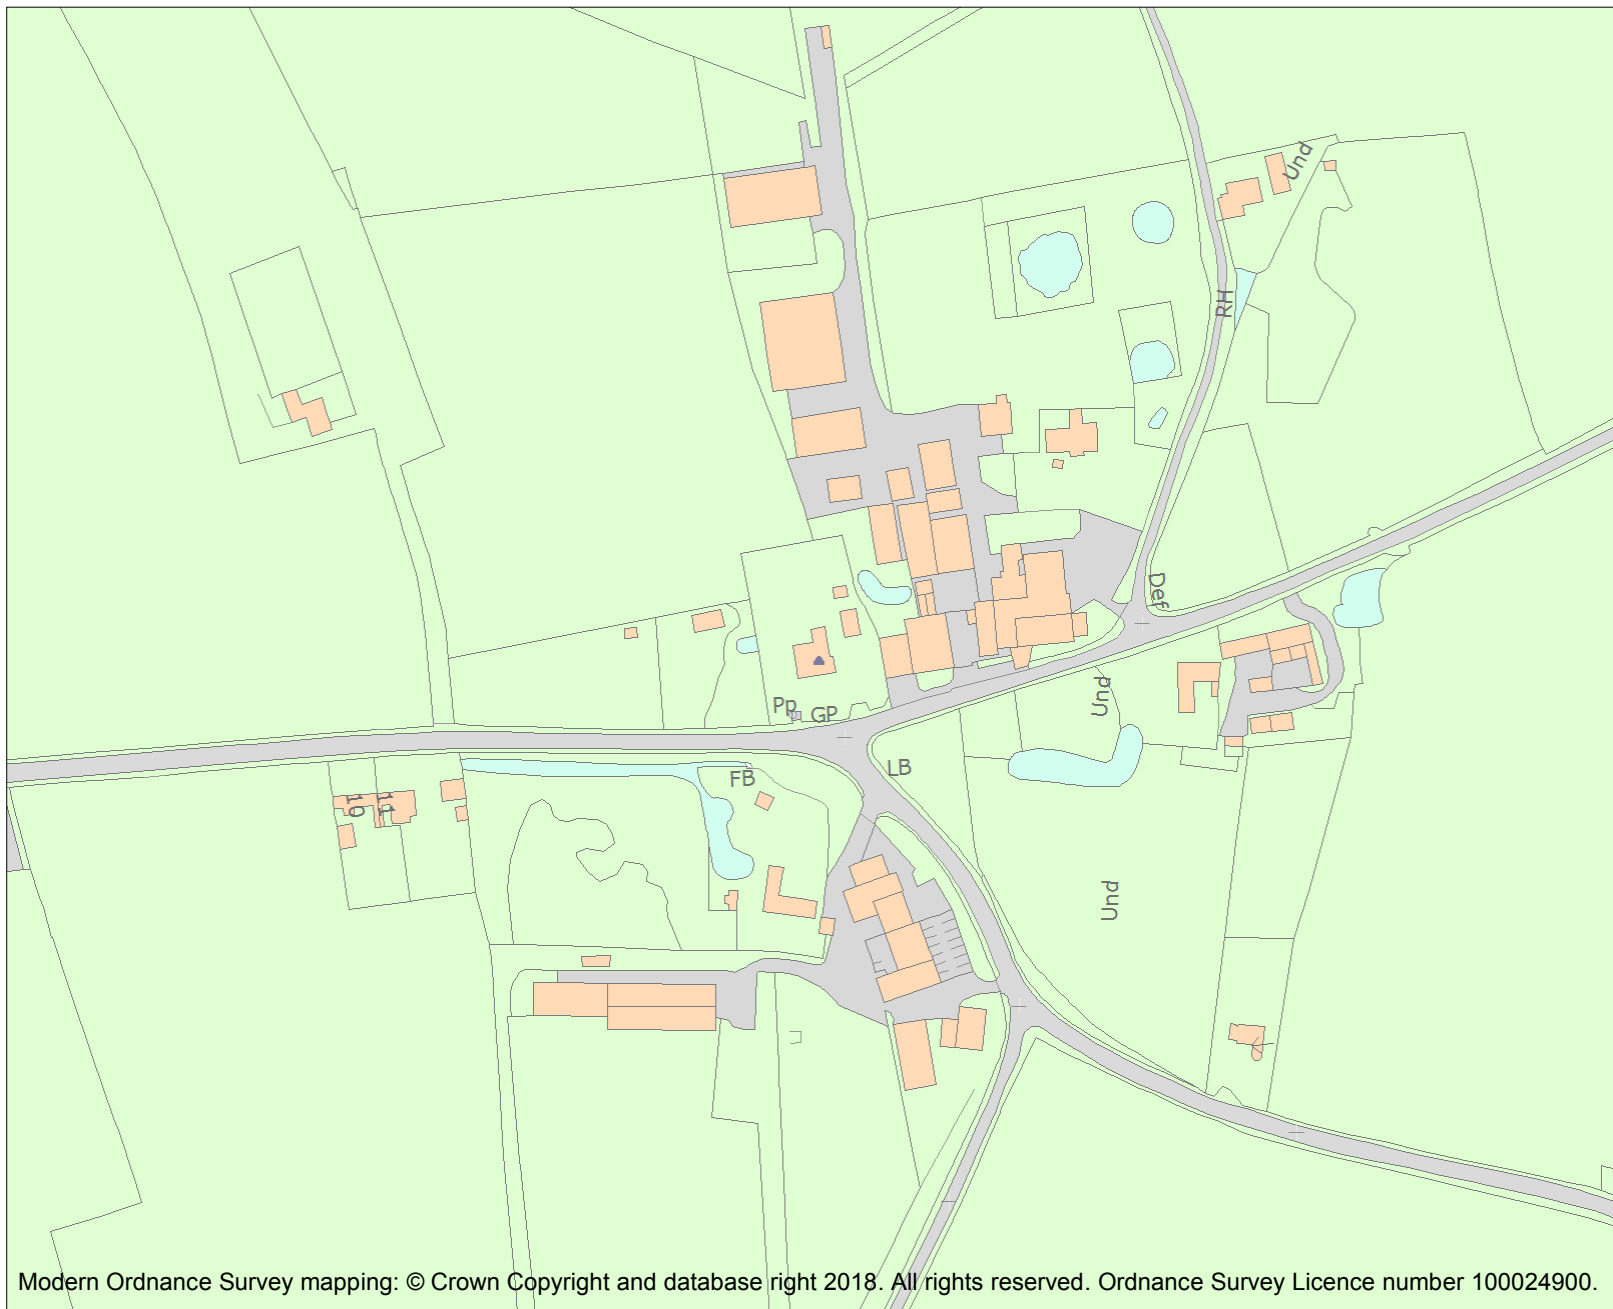 Und
RH
Def
Und
Pp
GP
LB
FB
10
11
Und
Modern Ordnance Survey mapping: © Crown Copyright and database right 2018. All rights reserved. Ordnance Survey Licence number 100024900.